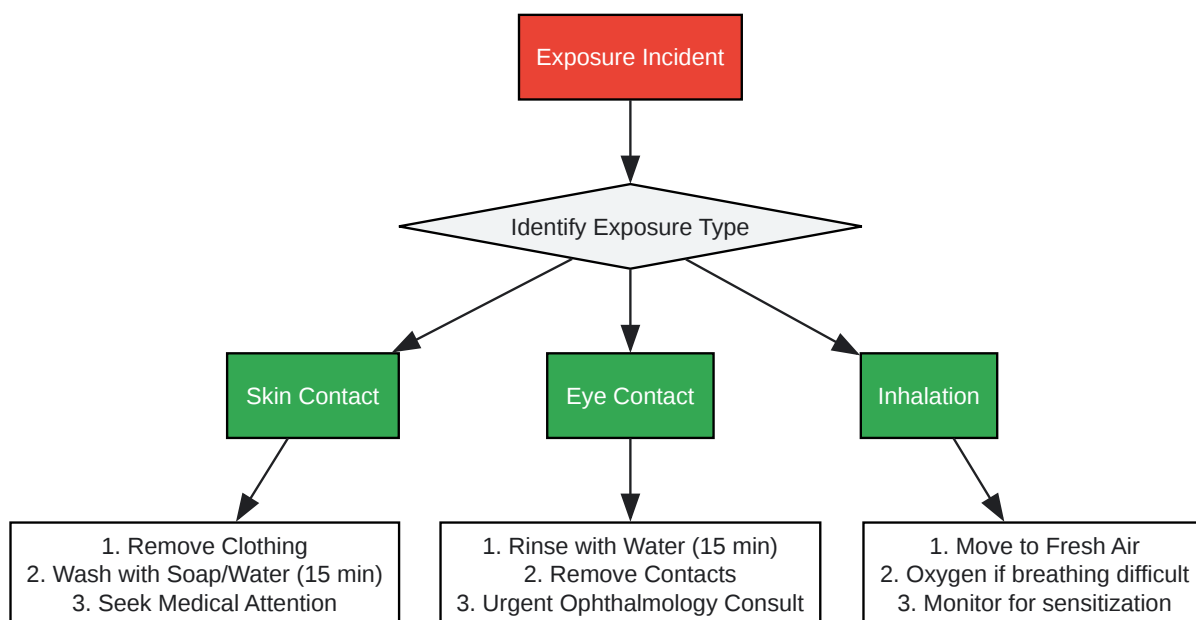 Exposure Incident
Identify Exposure Type
Skin Contact
Eye Contact
Inhalation
1. Remove Clothing
2. Wash with Soap/Water (15 min)
3. Seek Medical Attention
1. Rinse with Water (15 min)
2. Remove Contacts
3. Urgent Ophthalmology Consult
1. Move to Fresh Air
2. Oxygen if breathing difficult
3. Monitor for sensitization